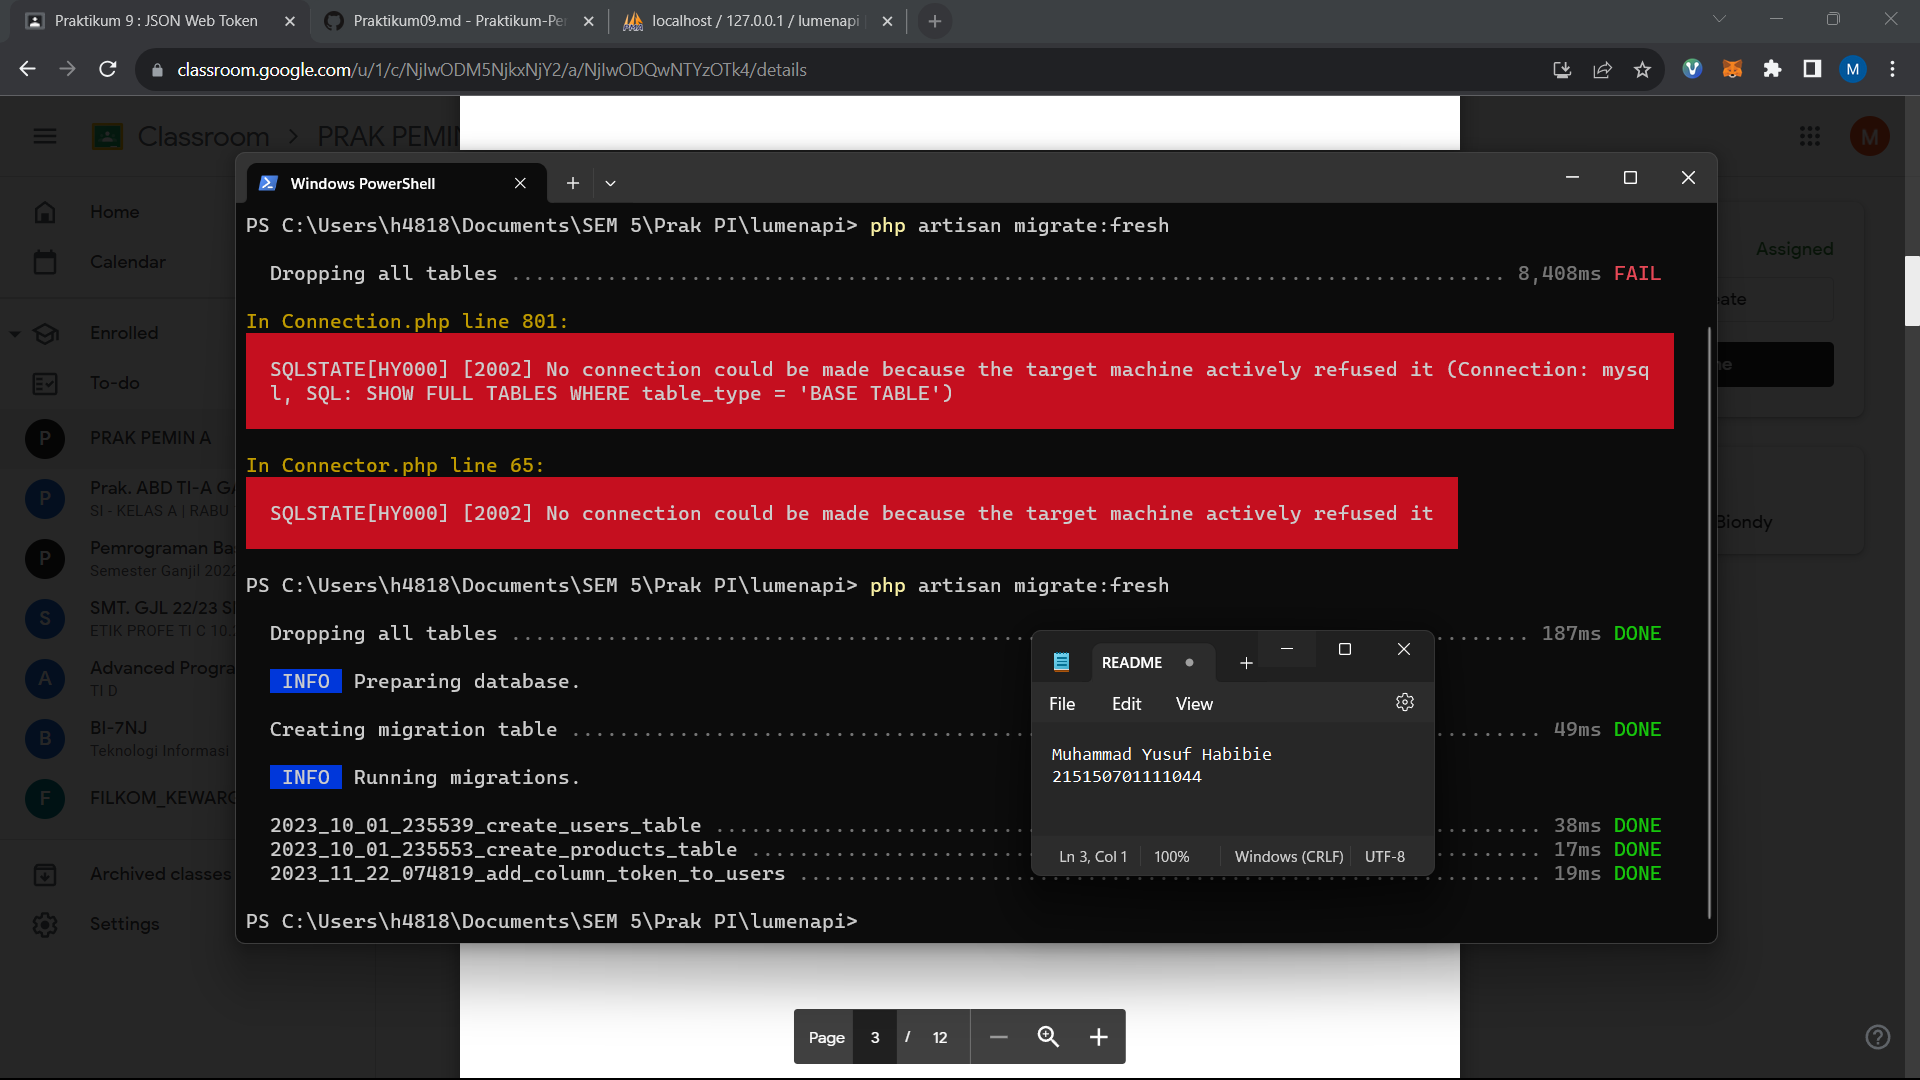 Praktikum 9 : JSON Web Token
Praktikum09.md - Praktikum-Per
localhost / 127.0.0.1 / lumenapi
classroom.google.com/u/1/c/NjIwODM5NjkxNjY2/a/NjIwODQwNTYzOTk4/details
M
Classroom > PRAK PEMIN
M
Home
Calendar
Enrolled
To-do
P PRAK PEMIN A
P Prak. ABD TI-A GA
SI - KELAS A | RABU
P Pemrograman Ba
Semester Ganjil 202
S SMT. GJL 22/23 S
ETIK PROFE TI C 10.
A Advanced Progra
TI D
B BI-7NJ
Teknologi Informasi
F FILKOM_KEWAR
Archived classes
Settings
Assigned
eate
ne
Biondy
Windows PowerShell
PS C:\Users\h4818\Documents\SEM 5\Prak PI\lumenapi> php artisan migrate:fresh
Dropping all tables ................................................................................... 8,408ms FAIL
In Connection.php line 801:
SQLSTATE[HY000] [2002] No connection could be made because the target machine actively refused it (Connection: mysq
l, SQL: SHOW FULL TABLES WHERE table_type = 'BASE TABLE')
In Connector.php line 65:
SQLSTATE[HY000] [2002] No connection could be made because the target machine actively refused it
PS C:\Users\h4818\Documents\SEM 5\Prak PI\lumenapi> php artisan migrate:fresh
Dropping all tables ................................................... 187ms DONE
INFO Preparing database.
Creating migration table ............................................... 49ms DONE
INFO Running migrations.
2023_10_01_235539_create_users_table ................................... 38ms DONE
2023_10_01_235553_create_products_table ................................ 17ms DONE
2023_11_22_074819_add_column_token_to_users .............................................................. 19ms DONE
PS C:\Users\h4818\Documents\SEM 5\Prak PI\lumenapi>
README
File Edit View
Muhammad Yusuf Habibie
215150701111044
Ln 3, Col 1 100% Windows (CRLF) UTF-8
Page 3 / 12